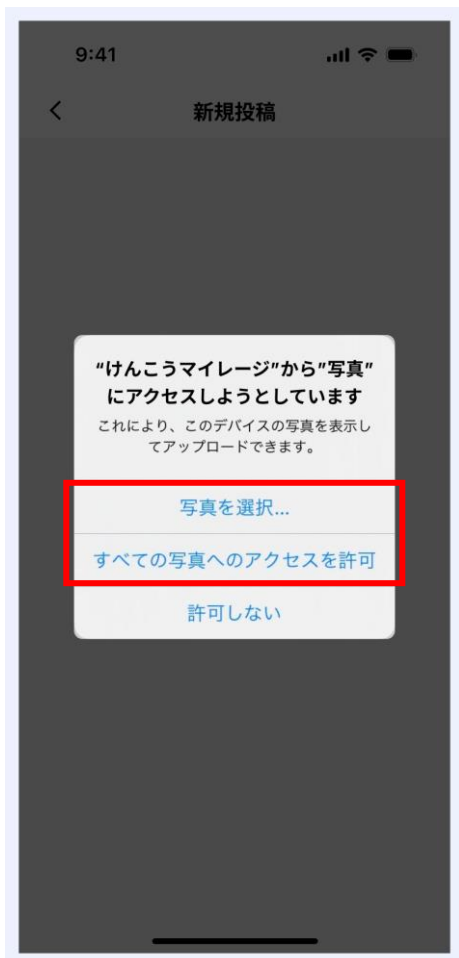 9:41
新規投稿
“けんこうマイレージ”から”写真”
にアクセスしようとしています
これにより、このデバイスの写真を表示し
てアップロードできます。
写真を選択...
すべての写真へのアクセスを許可
許可しない